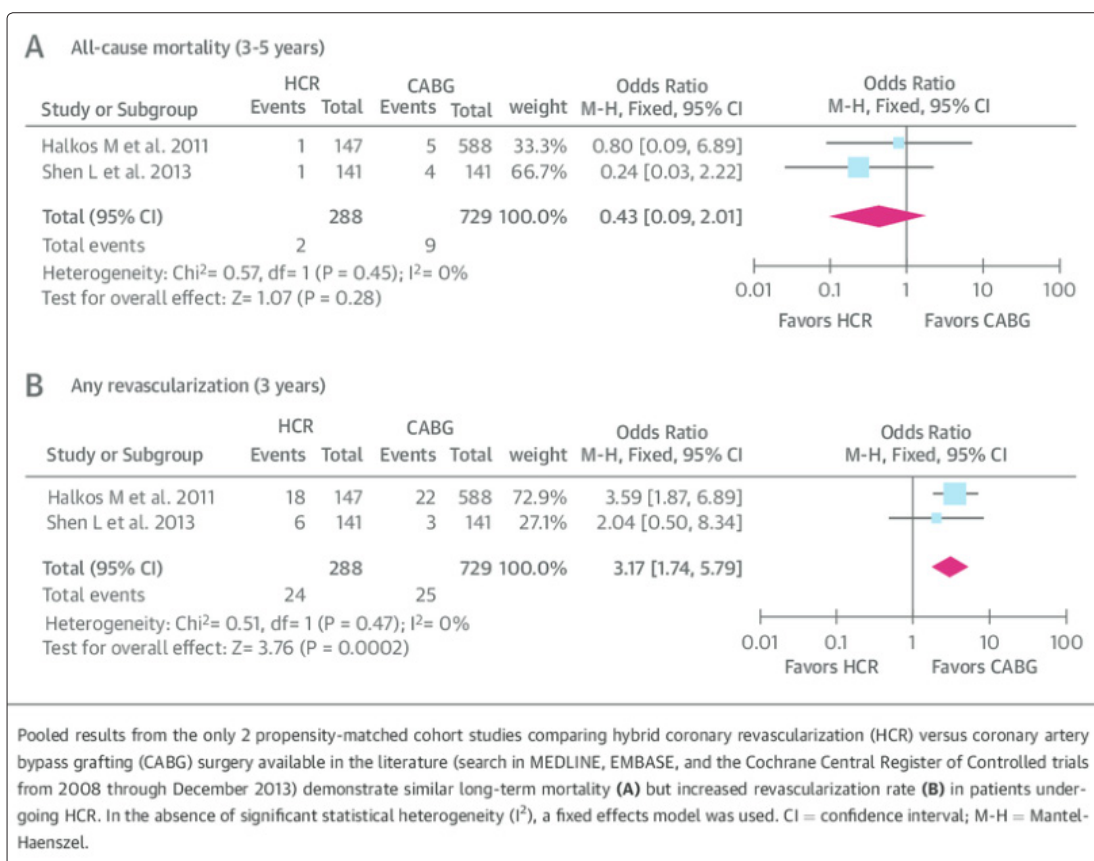 A All-cause mortality (3-5 years)
HCR CABG Odds Ratio Odds Ratio
Study or Subgroup Events Total Events Total weight M-H, Fixed, 95% CI M-H, Fixed, 95% CI
Halkos M et al. 2011 1 147 5 588 33.3% 0.80 [0.09, 6.89]
Shen L et al. 2013 1 141 4 141 66.7% 0.24 [0.03, 2.22]
Total (95% CI) 288 729 100.0% 0.43 [0.09, 2.01]
Total events 2 9
Heterogeneity: Chi²= 0.57, df= 1 (P = 0.45); I²= 0%
Test for overall effect: Z= 1.07 (P = 0.28)
0.01 0.1 1 10 100
Favors HCR Favors CABG
B Any revascularization (3 years)
HCR CABG Odds Ratio Odds Ratio
Study or Subgroup Events Total Events Total weight M-H, Fixed, 95% CI M-H, Fixed, 95% CI
Halkos M et al. 2011 18 147 22 588 72.9% 3.59 [1.87, 6.89]
Shen L et al. 2013 6 141 3 141 27.1% 2.04 [0.50, 8.34]
Total (95% CI) 288 729 100.0% 3.17 [1.74, 5.79]
Total events 24 25
Heterogeneity: Chi²= 0.51, df= 1 (P = 0.47); I²= 0%
Test for overall effect: Z= 3.76 (P = 0.0002)
0.01 0.1 1 10 100
Favors HCR Favors CABG
Pooled results from the only 2 propensity-matched cohort studies comparing hybrid coronary revascularization (HCR) versus coronary artery
bypass grafting (CABG) surgery available in the literature (search in MEDLINE, EMBASE, and the Cochrane Central Register of Controlled trials
from 2008 through December 2013) demonstrate similar long-term mortality (A) but increased revascularization rate (B) in patients under-
going HCR. In the absence of significant statistical heterogeneity (I²), a fixed effects model was used. CI = confidence interval; M-H = Mantel-
Haenszel.